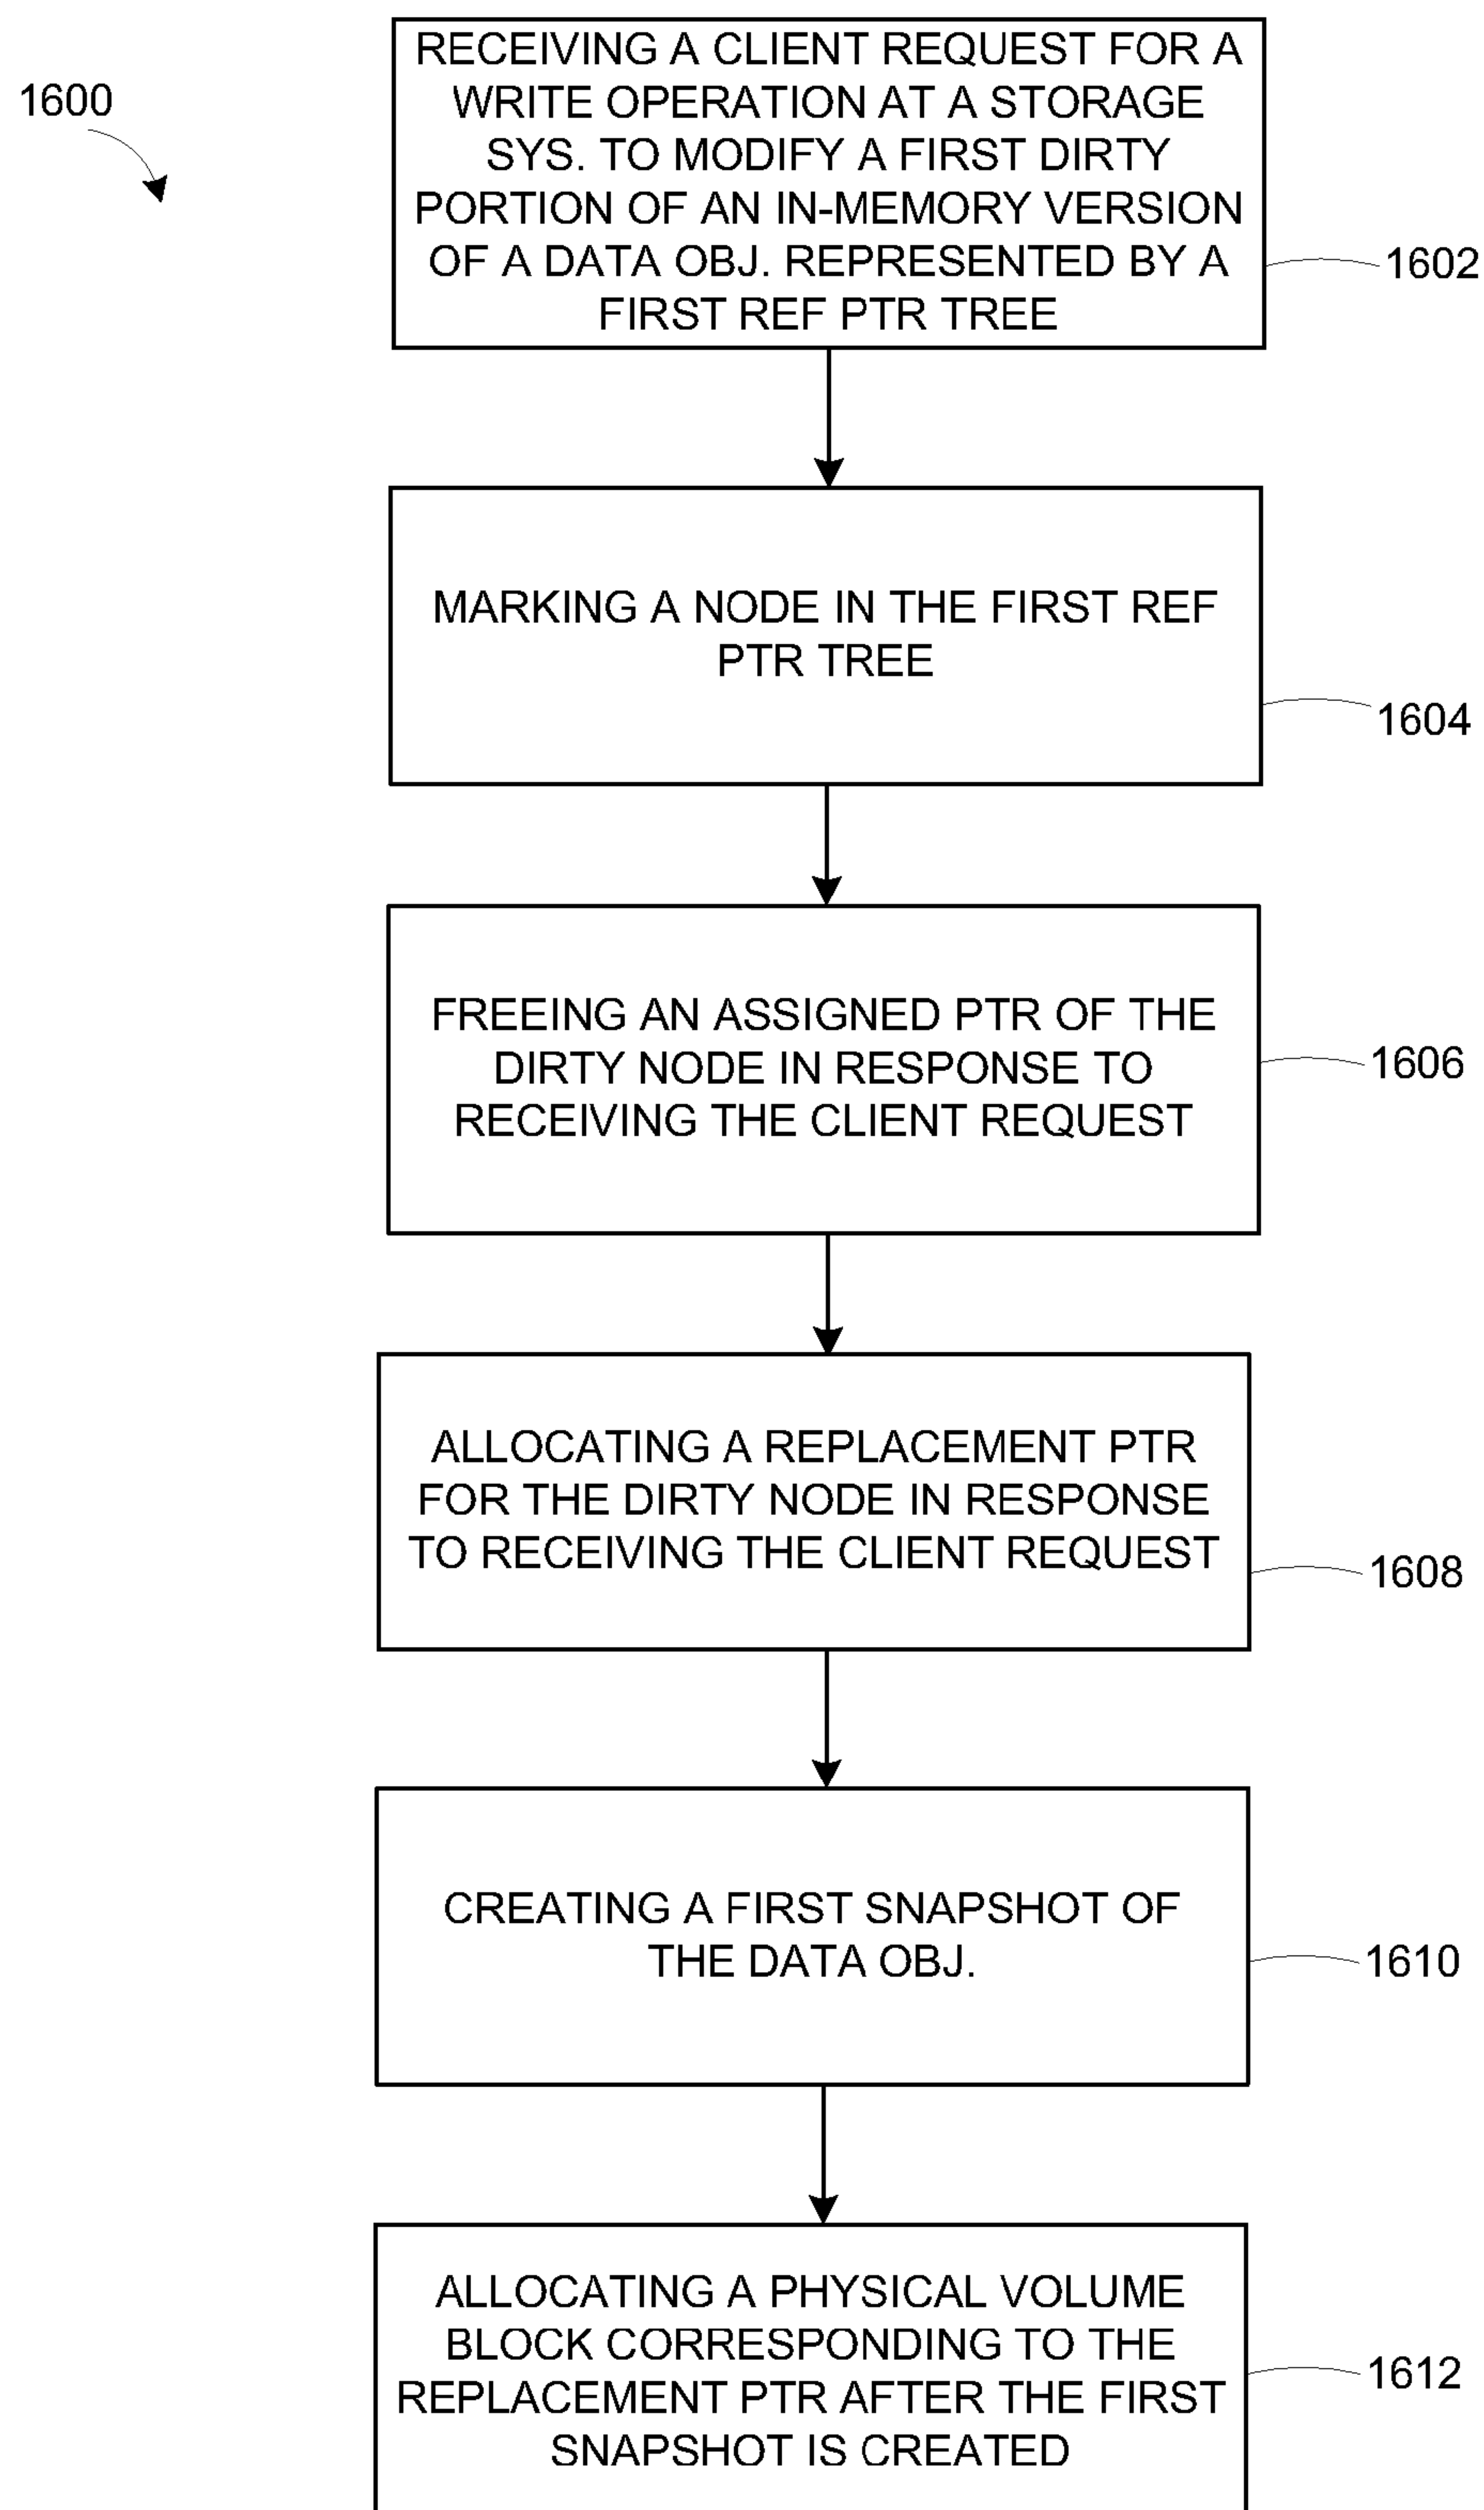 1600
RECEIVING A CLIENT REQUEST FOR A
WRITE OPERATION AT A STORAGE
SYS. TO MODIFY A FIRST DIRTY
PORTION OF AN IN-MEMORY VERSION
OF A DATA OBJ. REPRESENTED BY A
FIRST REF PTR TREE
1602
MARKING A NODE IN THE FIRST REF
PTR TREE
1604
FREEING AN ASSIGNED PTR OF THE
DIRTY NODE IN RESPONSE TO
RECEIVING THE CLIENT REQUEST
1606
ALLOCATING A REPLACEMENT PTR
FOR THE DIRTY NODE IN RESPONSE
TO RECEIVING THE CLIENT REQUEST
1608
CREATING A FIRST SNAPSHOT OF
THE DATA OBJ.
1610
ALLOCATING A PHYSICAL VOLUME
BLOCK CORRESPONDING TO THE
REPLACEMENT PTR AFTER THE FIRST
SNAPSHOT IS CREATED
1612